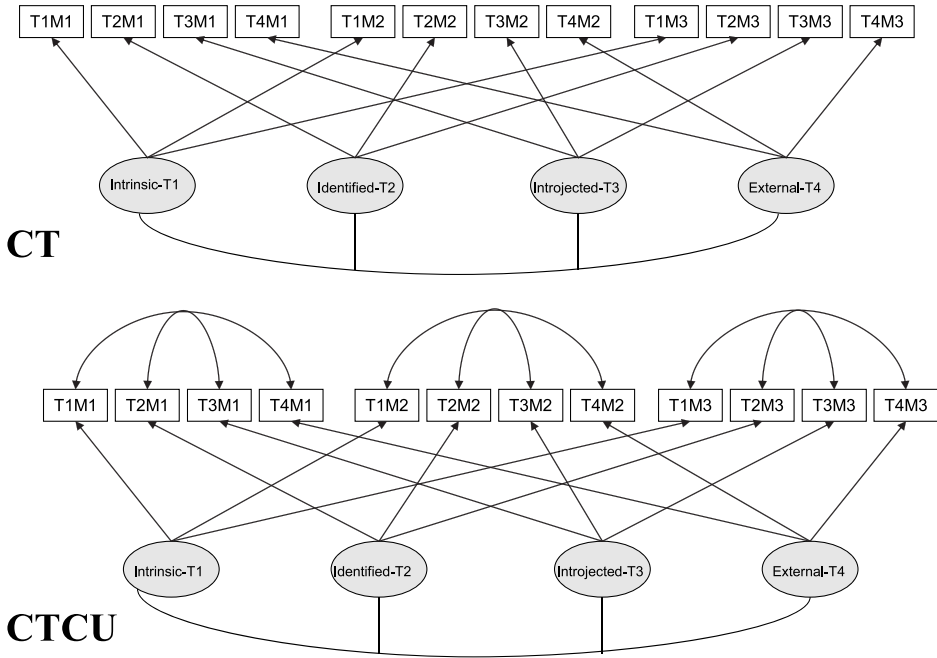 T1M1 T2M1 T3M1 T4M1 T1M2 T2M2 T3M2 T4M2 T1M3 T2M3 T3M3 T4M3
Intrinsic-T1 Identified-T2 Introjected-T3 External-T4
CT
T1M1 T2M1 T3M1 T4M1 T1M2 T2M2 T3M2 T4M2 T1M3 T2M3 T3M3 T4M3
Intrinsic-T1 Identified-T2 Introjected-T3 External-T4
CTCU